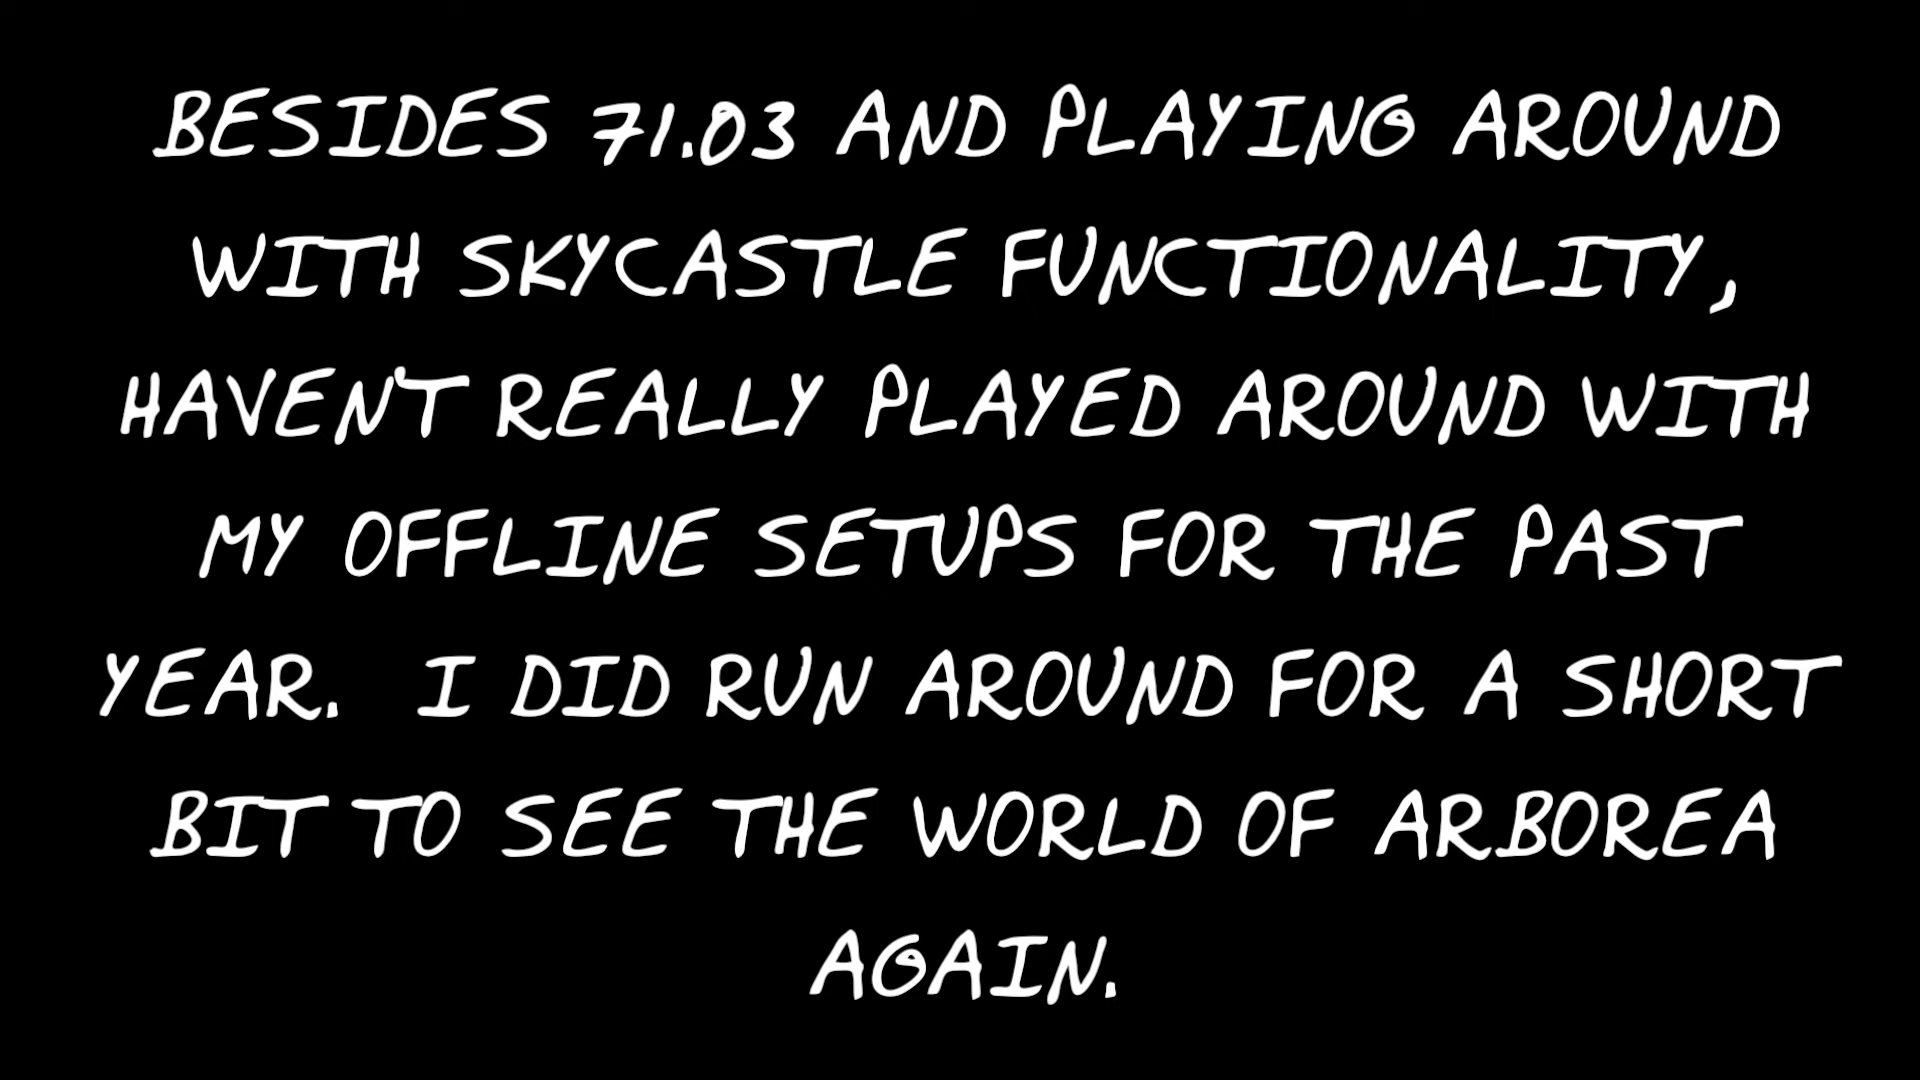 BESIDES 71.03 AND PLAYING AROUND
WITH SKYCASTLE FUNCTIONALITY,
HAVEN'T REALLY PLAYED AROUND WITH
MY OFFLINE SETUPS FOR THE PAST
YEAR.  I DID RUN AROUND FOR A SHORT
BIT TO SEE THE WORLD OF ARBOREA
AGAIN.